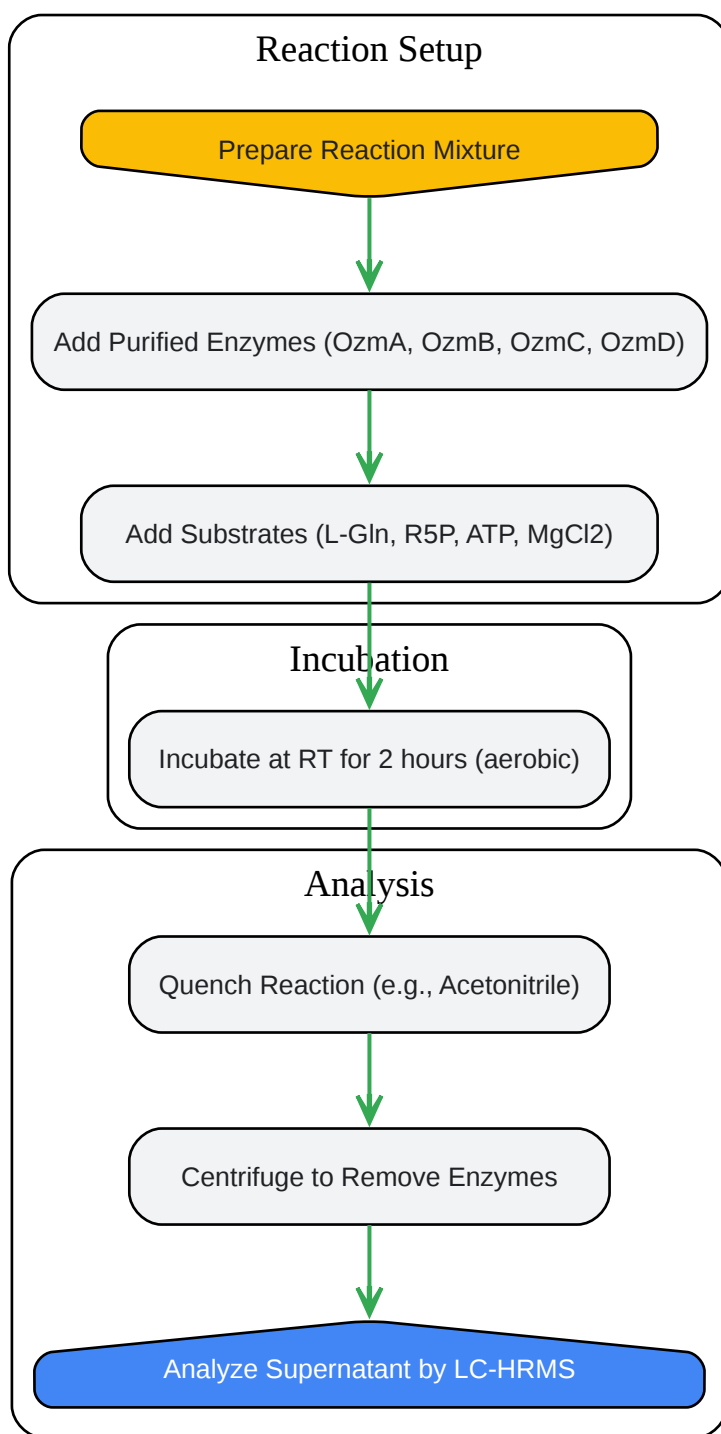 Reaction Setup
Prepare Reaction Mixture
Add Purified Enzymes (OzmA, OzmB, OzmC, OzmD)
Add Substrates (L-Gln, R5P, ATP, MgCl2)
Incubation
Incubate at RT for 2 hours (aerobic)
Analysis
Quench Reaction (e.g., Acetonitrile)
Centrifuge to Remove Enzymes
Analyze Supernatant by LC-HRMS